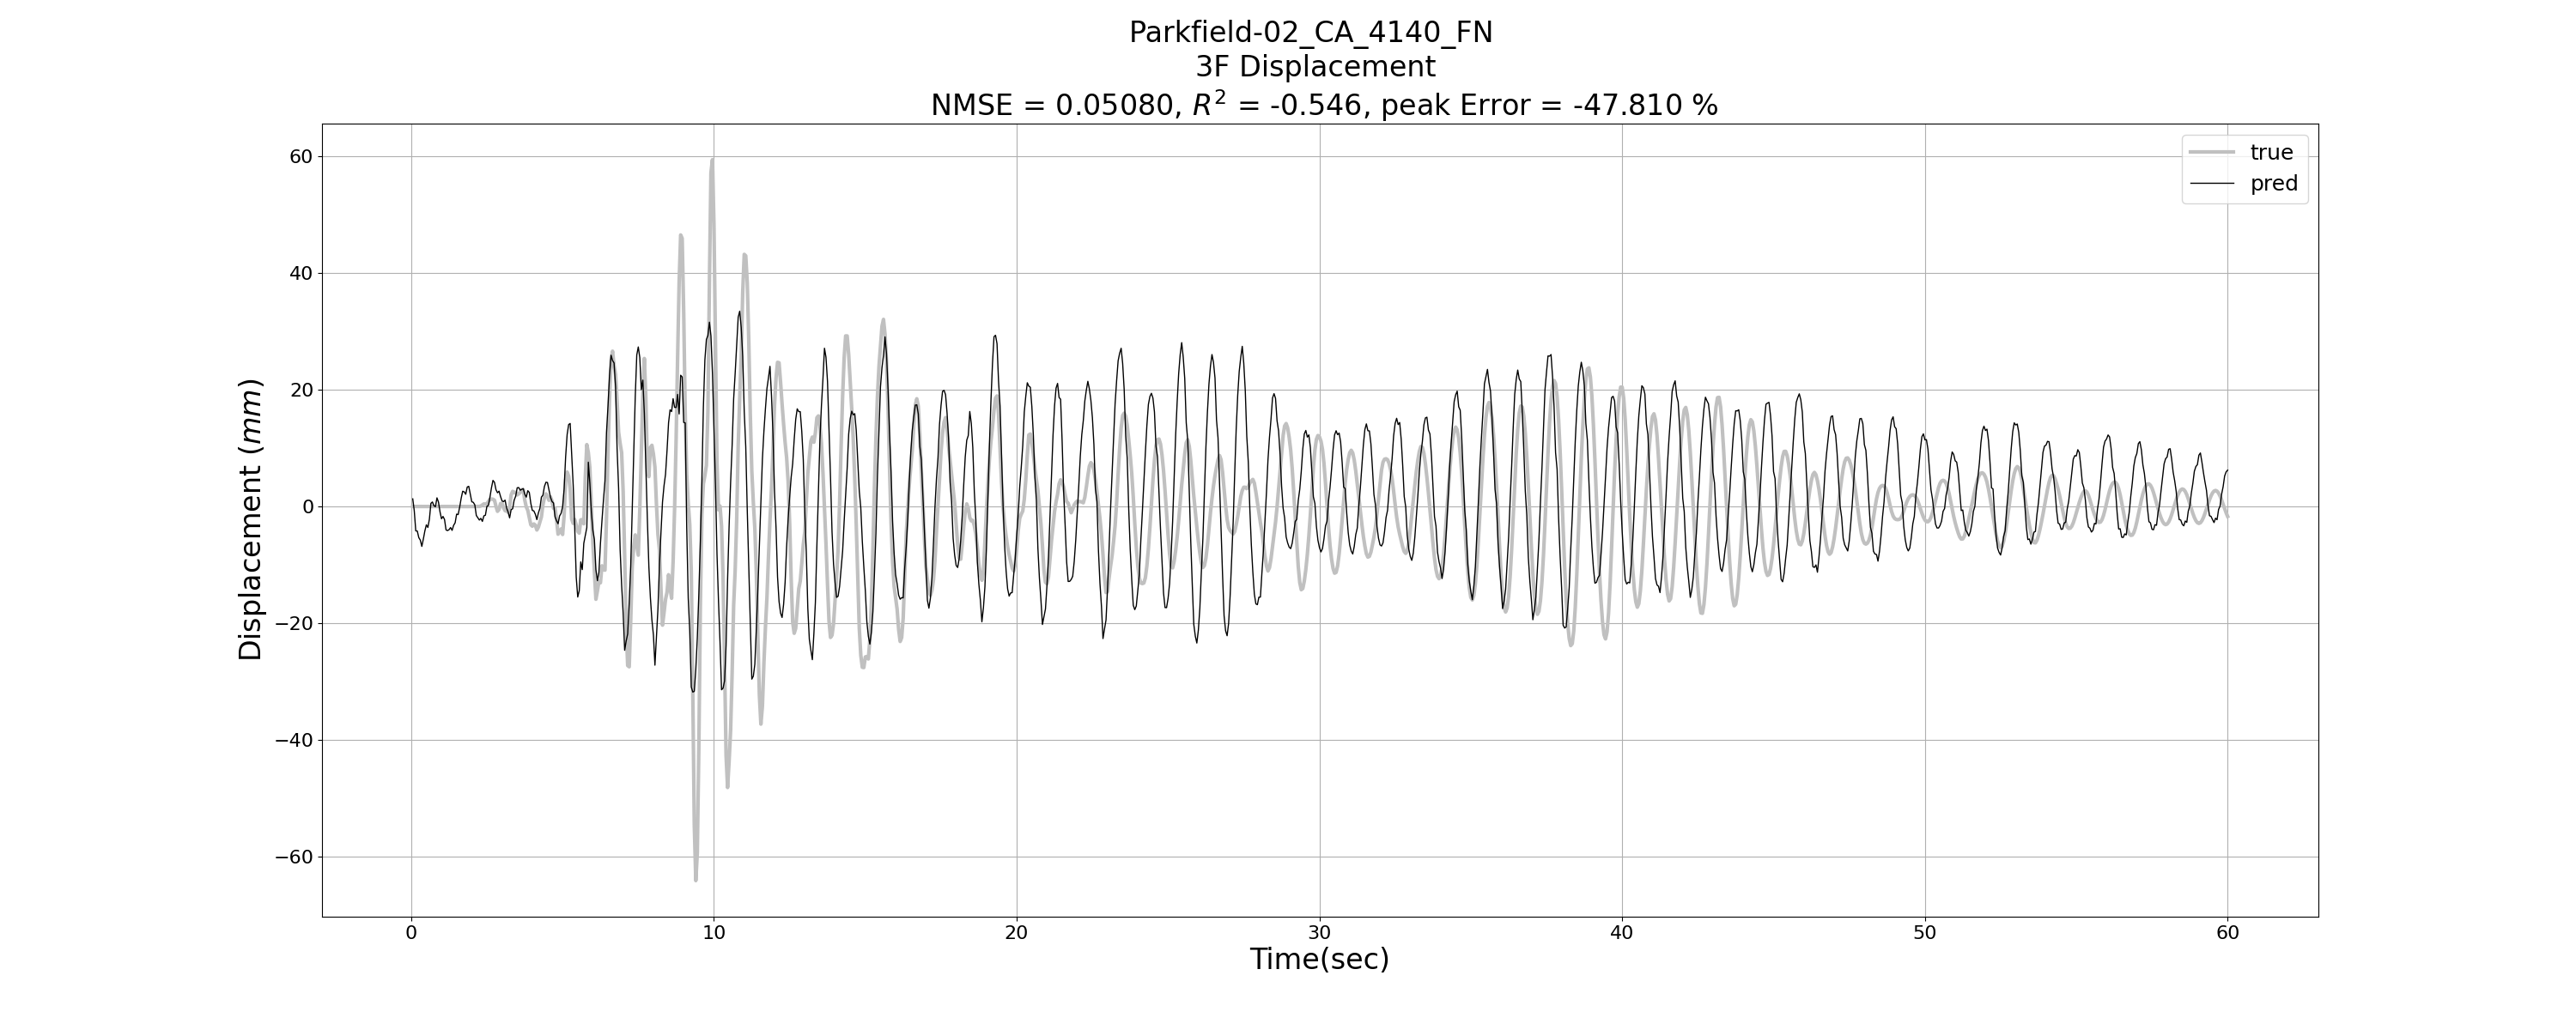 Parkfield-02_CA_4140_FN
3F Displacement
NMSE = 0.05080, R² = -0.546, peak Error = -47.810 %
true
pred
Displacement (mm)
60
40
20
0
−20
−40
−60
0 10 20 30 40 50 60
Time(sec)